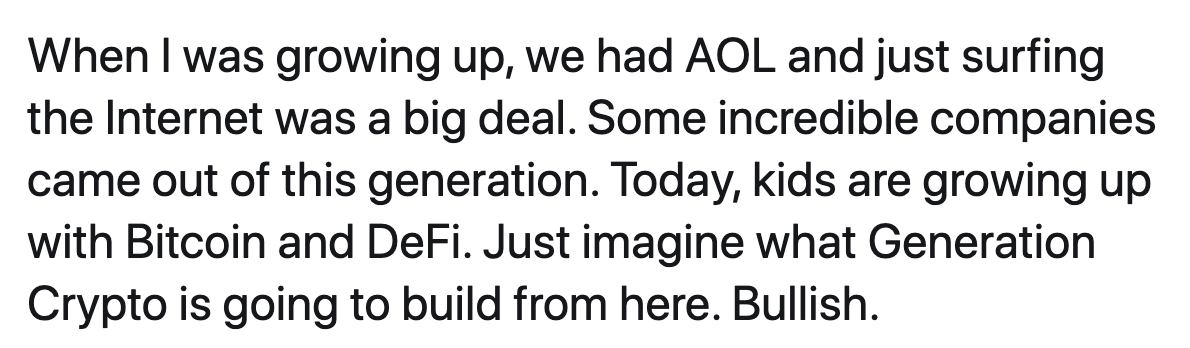 When I was growing up, we had AOL and just surfing
the Internet was a big deal. Some incredible companies
came out of this generation. Today, kids are growing up
with Bitcoin and DeFi. Just imagine what Generation
Crypto is going to build from here. Bullish.